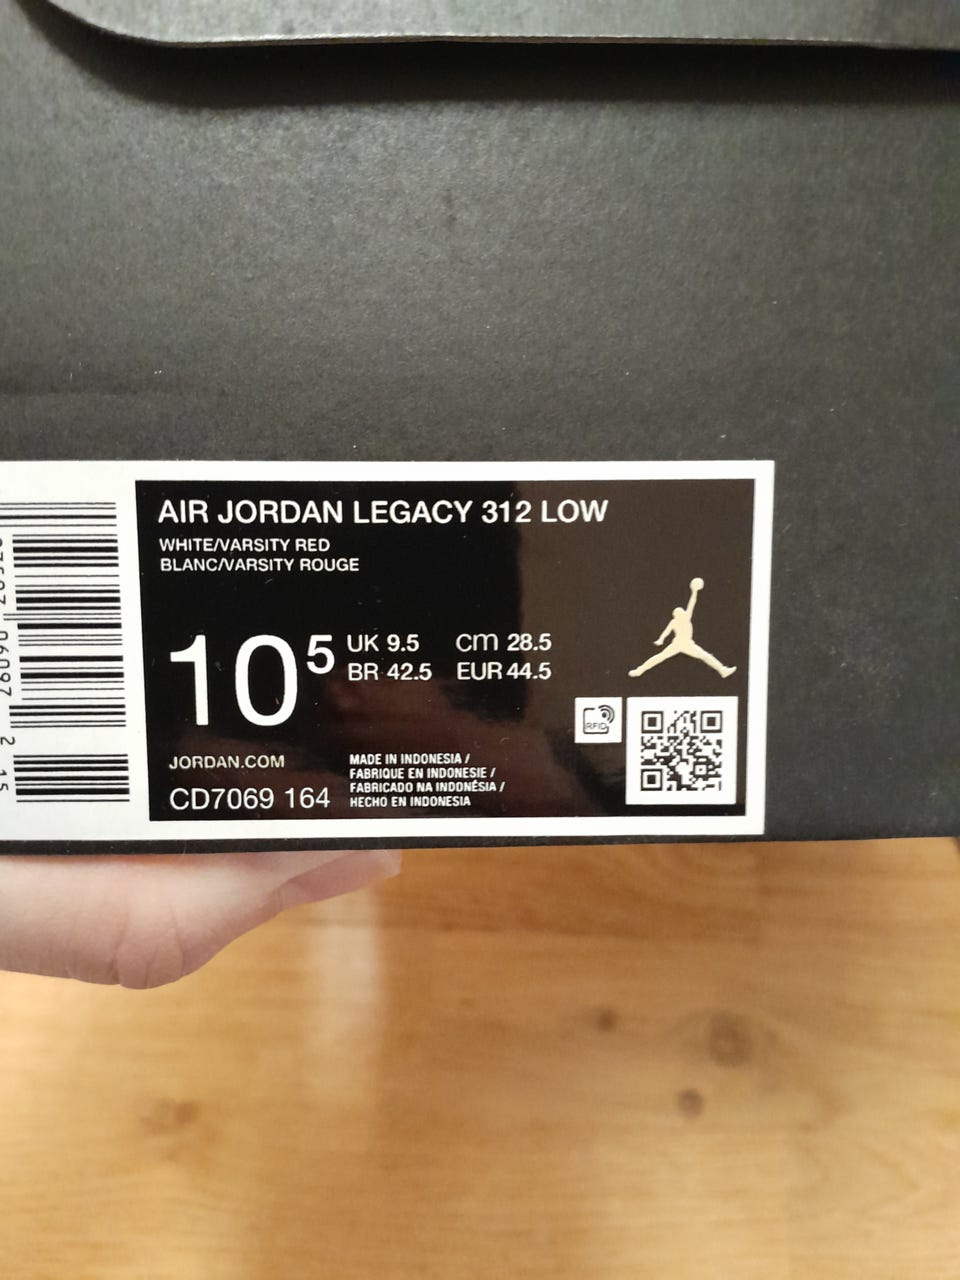 AIR JORDAN LEGACY 312 LOW
WHITE/VARSITY RED
BLANC/VARSITY ROUGE
10 5
UK 9.5 cm 28.5
BR 42.5 EUR 44.5
RFID
JORDAN.COM
CD7069 164
MADE IN INDONESIA /
FABRIQUE EN INDONESIE /
FABRICADO NA INDONÉSIA /
HECHO EN INDONESIA